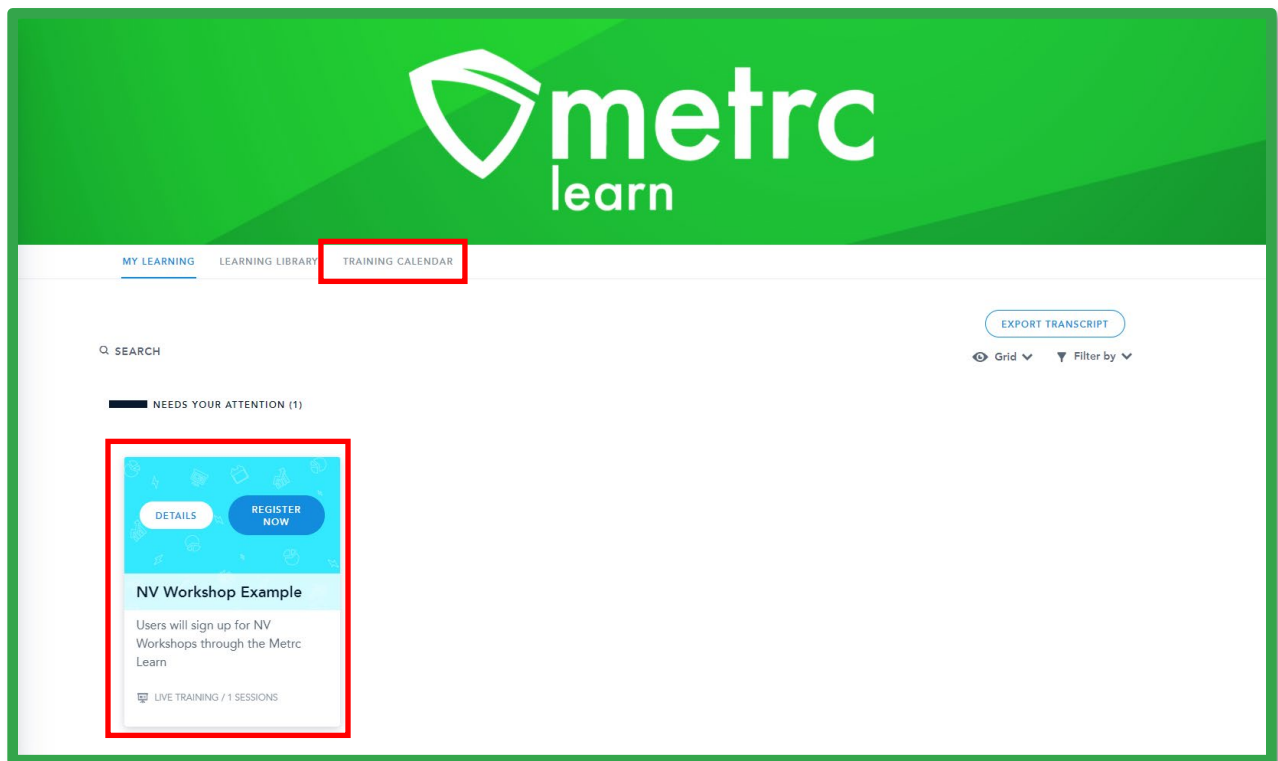 metrc
learn
MY LEARNING LEARNING LIBRARY TRAINING CALENDAR
EXPORT TRANSCRIPT
SEARCH
Grid Filter by
NEEDS YOUR ATTENTION (1)
DETAILS
REGISTER
NOW
NV Workshop Example
Users will sign up for NV
Workshops through the Metrc
Learn
LIVE TRAINING / 1 SESSIONS